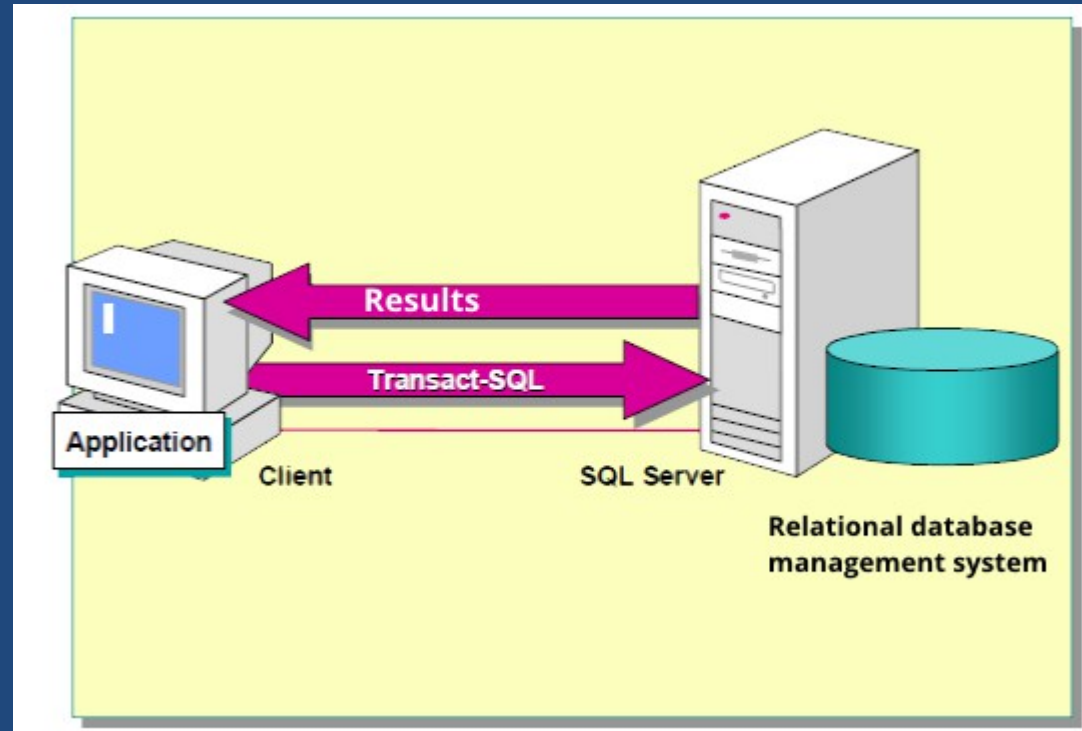 Results
Transact-SQL
Application
Client
SQL Server
Relational database
management system